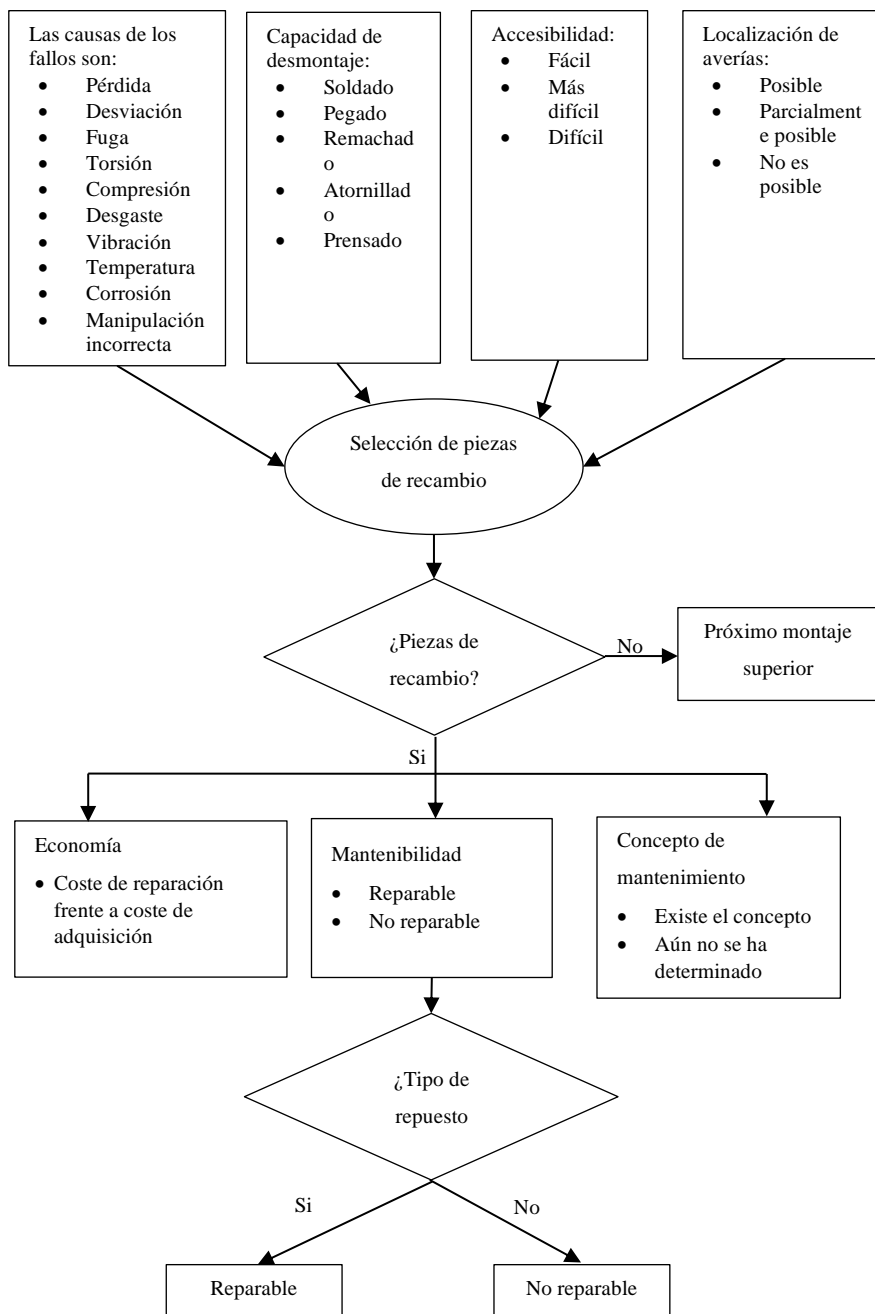 Las causas de los
fallos son:
• Pérdida
• Desviación
• Fuga
• Torsión
• Compresión
• Desgaste
• Vibración
• Temperatura
• Corrosión
• Manipulación
incorrecta
Capacidad de
desmontaje:
• Soldado
• Pegado
• Remachad
o
• Atornillad
o
• Prensado
Accesibilidad:
• Fácil
• Más
difícil
• Difícil
Localización de
averías:
• Posible
• Parcialment
e posible
• No es
posible
Selección de piezas
de recambio
¿Piezas de
recambio?
No
Próximo montaje
superior
Si
Economía
• Coste de reparación
frente a coste de
adquisición
Mantenibilidad
• Reparable
• No reparable
Concepto de
mantenimiento
• Existe el concepto
• Aún no se ha
determinado
¿Tipo de
repuesto
Si
No
Reparable
No reparable